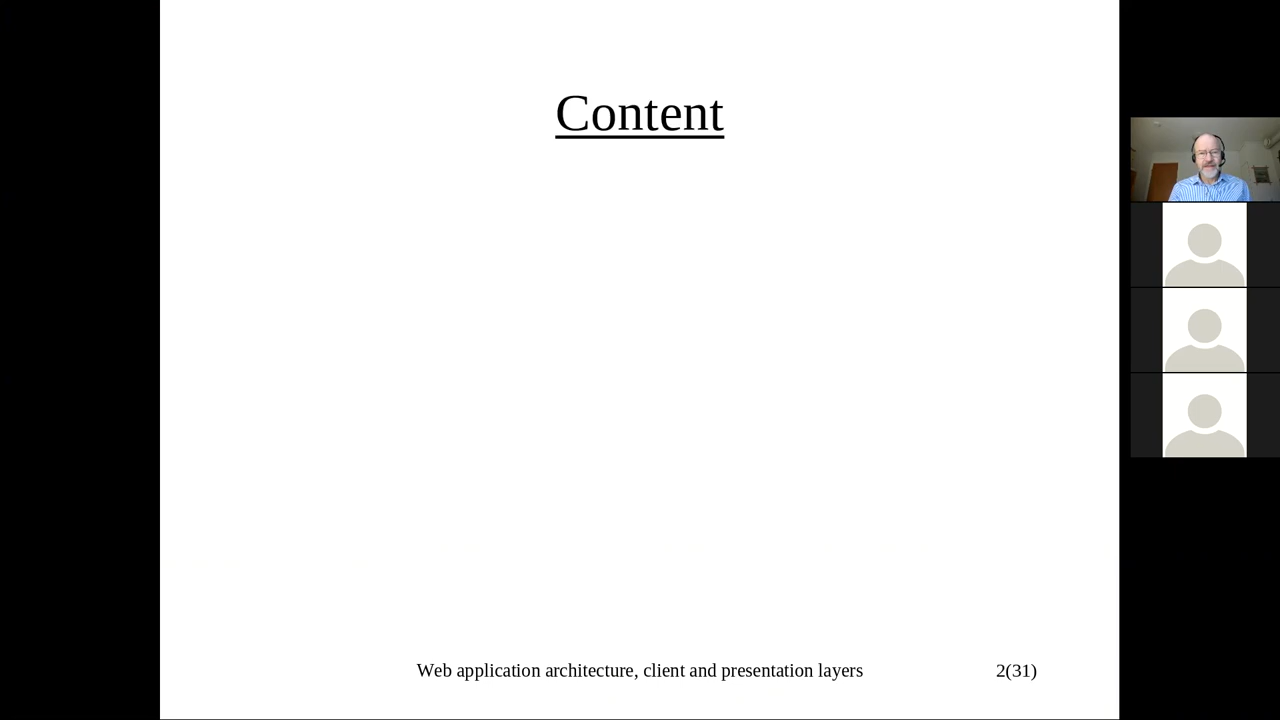 Content
Web application architecture, client and presentation layers
2(31)